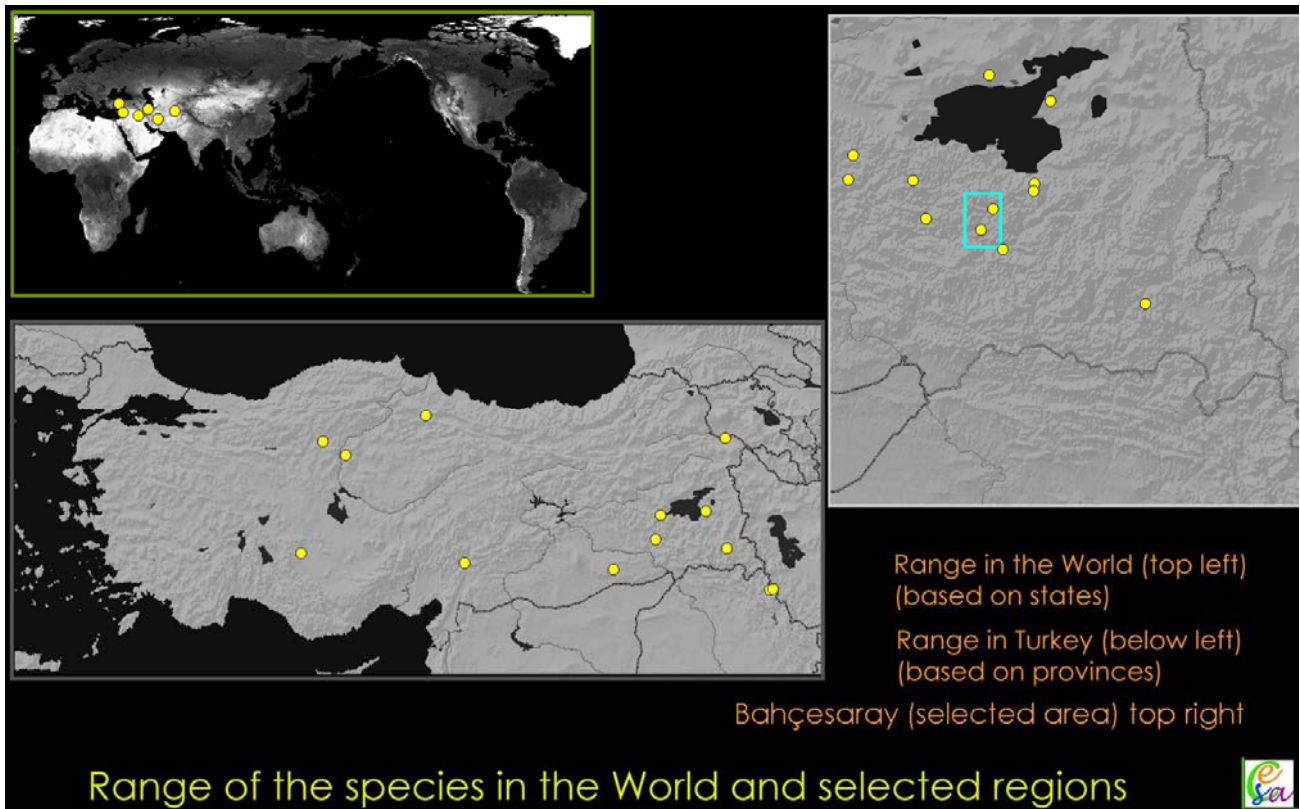 Range in the World (top left)
(based on states)
Range in Turkey (below left)
(based on provinces)
Bahçesaray (selected area) top right
Range of the species in the World and selected regions